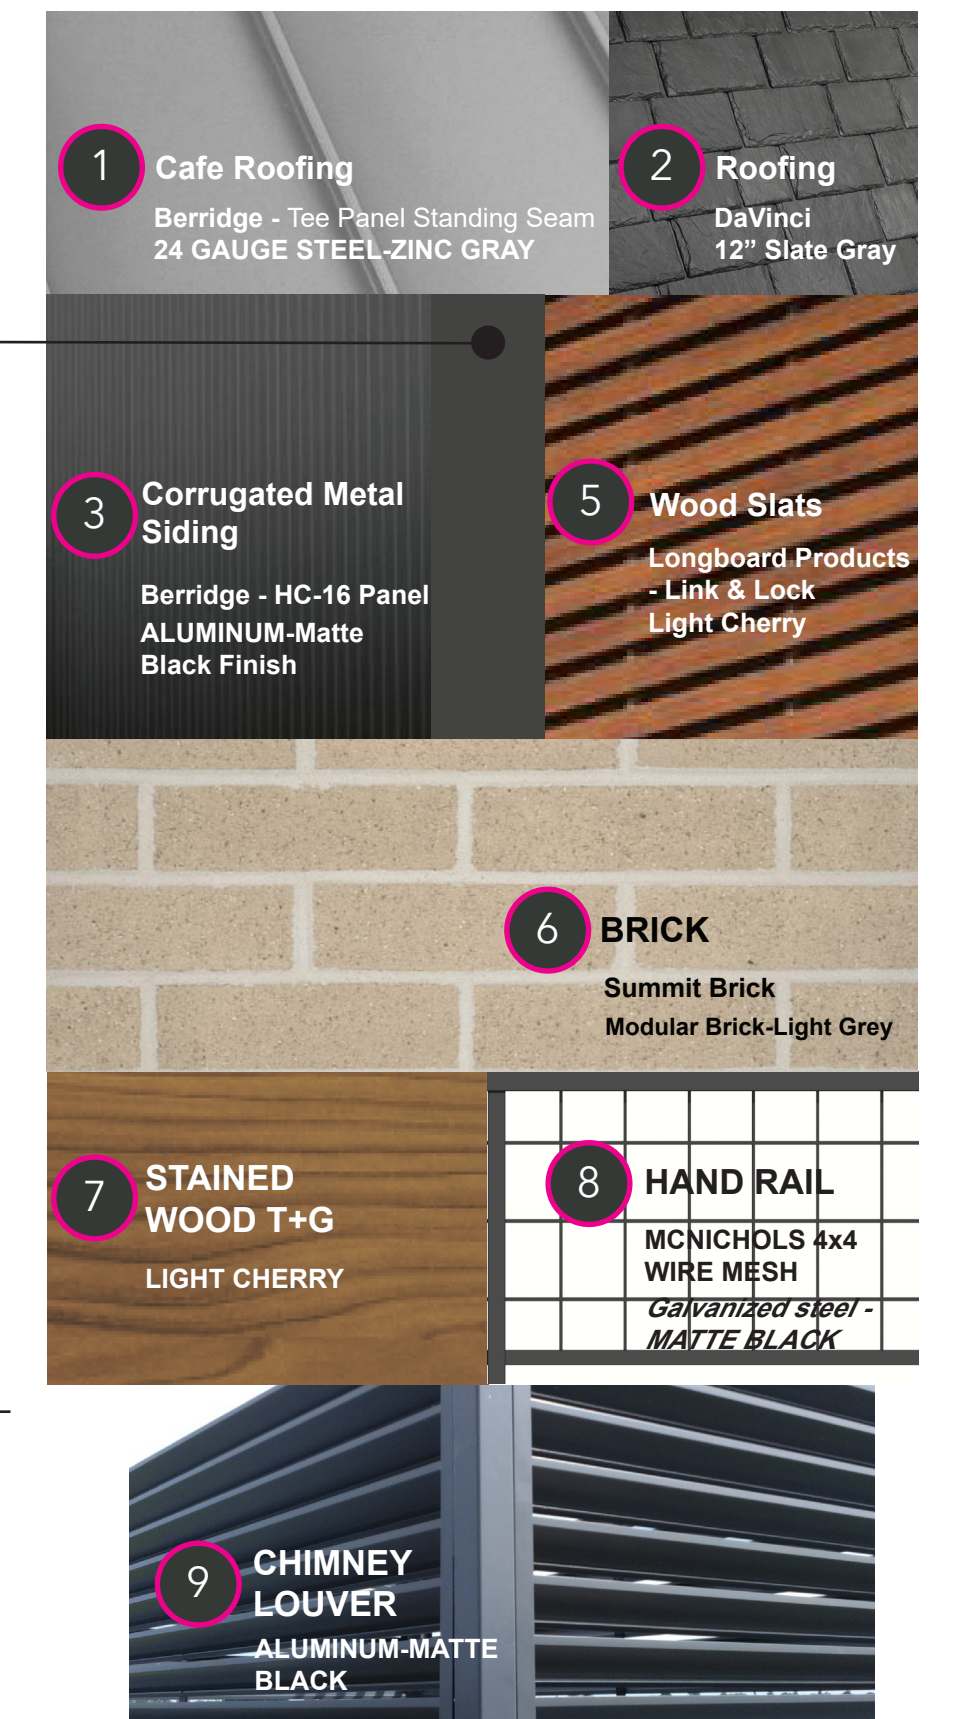 1
Cafe Roofing
Berridge - Tee Panel Standing Seam
24 GAUGE STEEL-ZINC GRAY
2
Roofing
DaVinci
12” Slate Gray
3
Corrugated Metal
Siding
Berridge - HC-16 Panel
ALUMINUM-Matte
Black Finish
5
Wood Slats
Longboard Products
- Link & Lock
Light Cherry
6
BRICK
Summit Brick
Modular Brick-Light Grey
7
STAINED
WOOD T+G
LIGHT CHERRY
8
HAND RAIL
MCNICHOLS 4x4
WIRE MESH
Galvanized steel -
MATTE BLACK
9
CHIMNEY
LOUVER
ALUMINUM-MATTE
BLACK